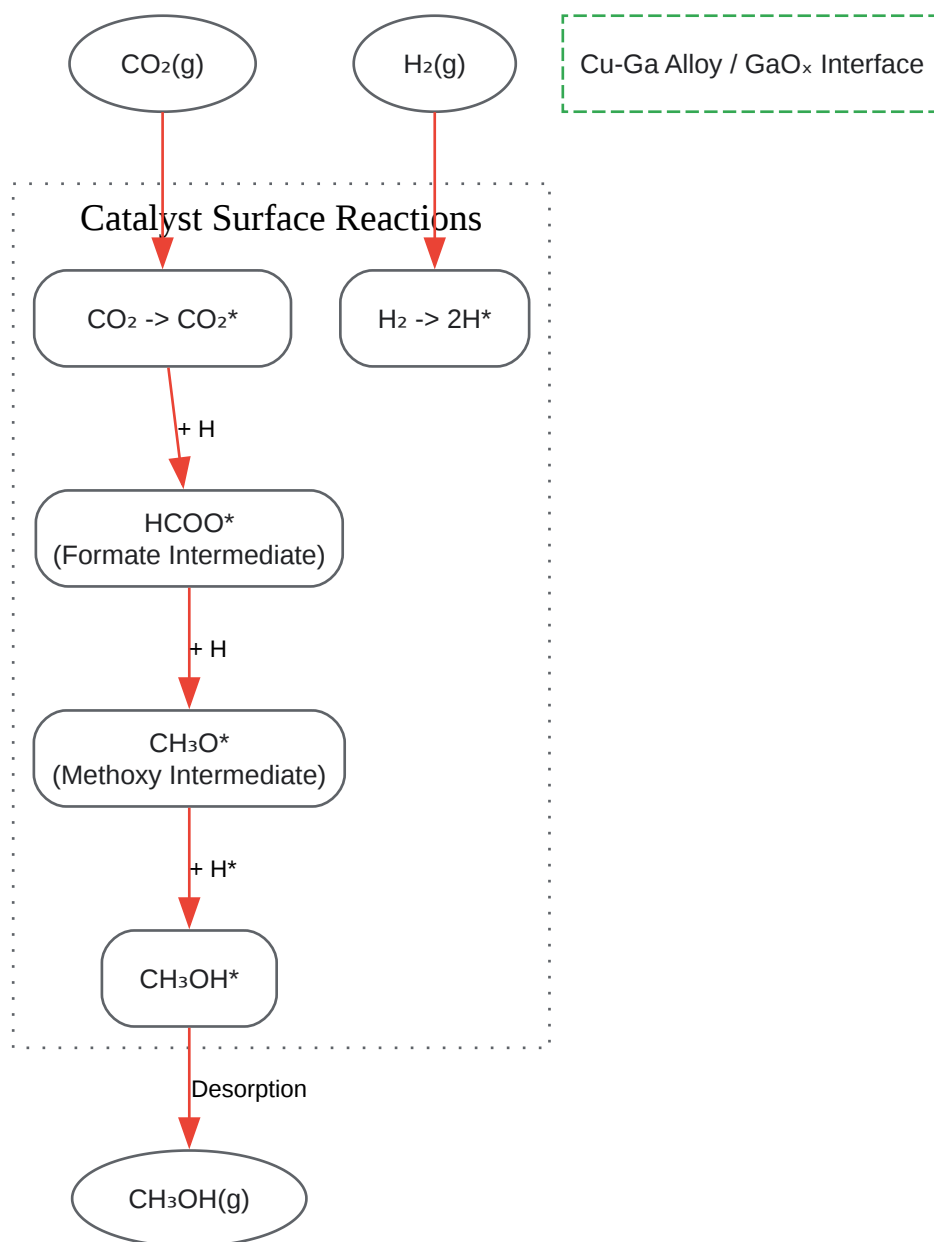 CO₂(g)
H₂(g)
Cu-Ga Alloy / GaOₓ Interface
Catalyst Surface Reactions
CO₂ -> CO₂*
H₂ -> 2H*
+ H
HCOO*
(Formate Intermediate)
+ H
CH₃O*
(Methoxy Intermediate)
+ H*
CH₃OH*
Desorption
CH₃OH(g)